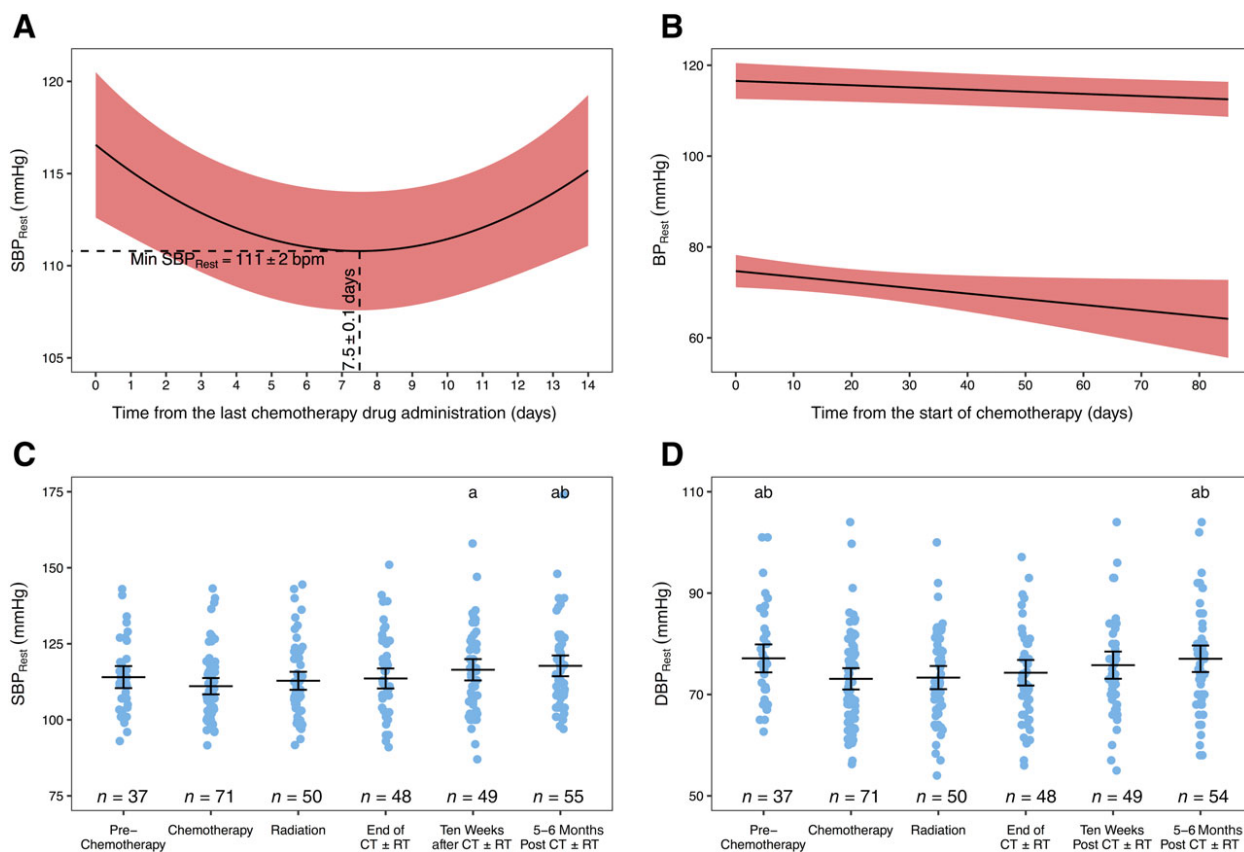 A
SBPRest (mmHg)
120
115
110
105
Min SBPRest = 111 ± 2 bpm
7.5 ± 0.1 days
0 1 2 3 4 5 6 7 8 9 10 11 12 13 14
Time from the last chemotherapy drug administration (days)
B
BPRest (mmHg)
120
100
80
60
0 10 20 30 40 50 60 70 80
Time from the start of chemotherapy (days)
C
SBPRest (mmHg)
175
150
125
100
75
a ab
n = 37 n = 71 n = 50 n = 48 n = 49 n = 55
Pre–
Chemotherapy
Chemotherapy
Radiation
End of
CT ± RT
Ten Weeks
after CT ± RT
5–6 Months
Post CT ± RT
D
DBPRest (mmHg)
110
90
70
50
ab ab
n = 37 n = 71 n = 50 n = 48 n = 49 n = 54
Pre–
Chemotherapy
Chemotherapy
Radiation
End of
CT ± RT
Ten Weeks
Post CT ± RT
5–6 Months
Post CT ± RT